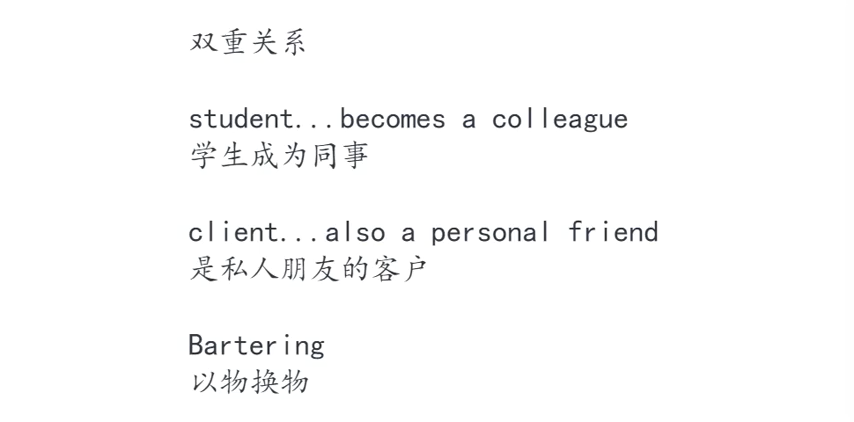 双重关系
student...becomes a colleague
学生成为同事
client...also a personal friend
是私人朋友的客户
Bartering
以物换物